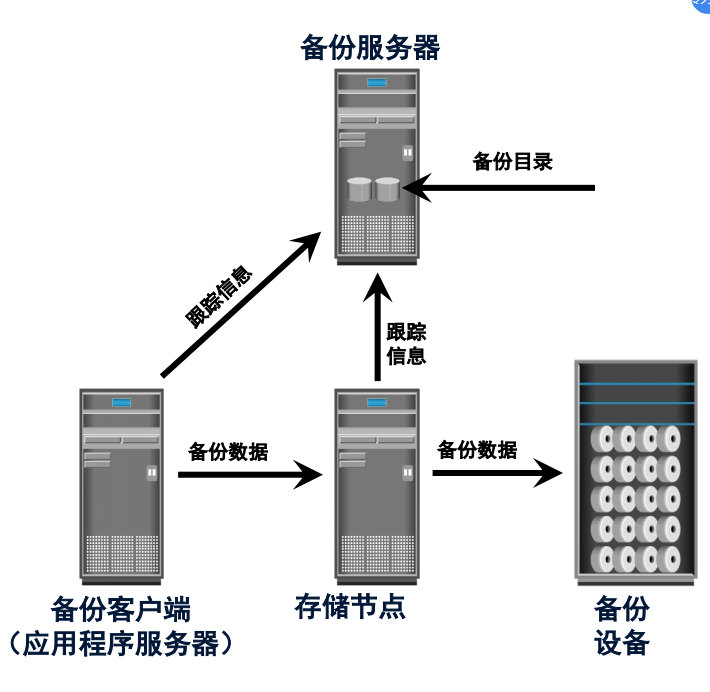 备份服务器
备份目录
跟踪信息
跟踪
信息
备份数据
备份数据
备份客户端
（应用程序服务器）
存储节点
备份
设备